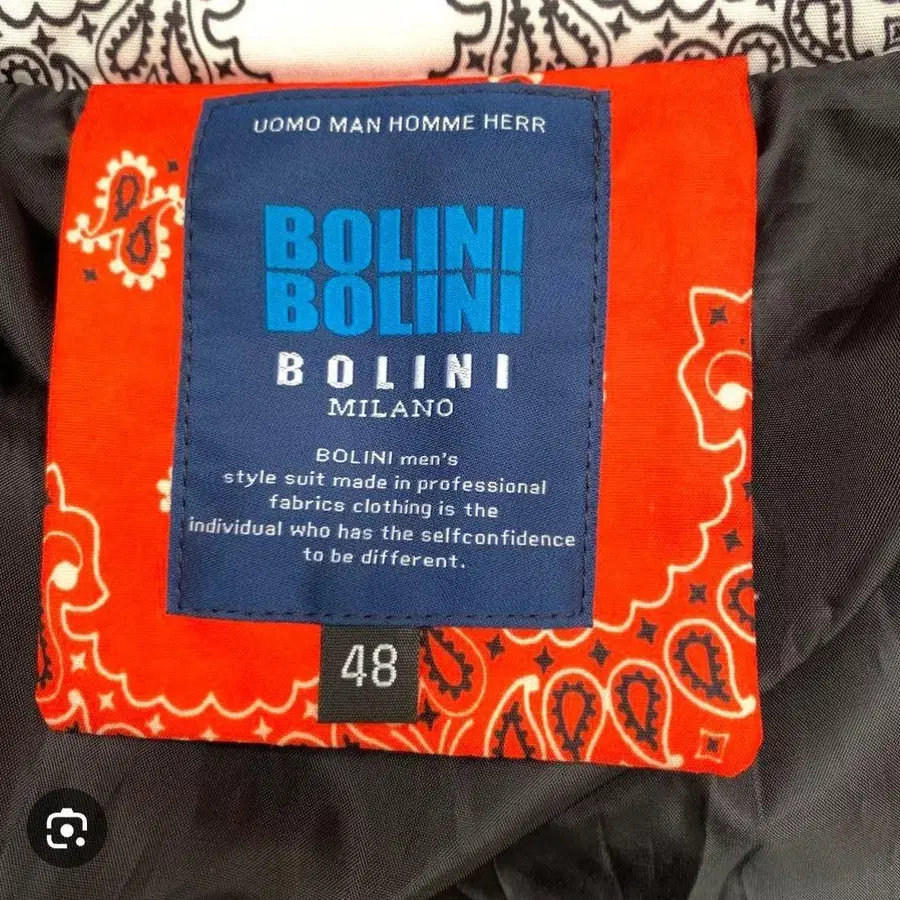 UOMO MAN HOMME HERR
BOLINI
BOLINI
BOLINI
MILANO
BOLINI men's
style suit made in professional
fabrics clothing is the
individual who has the selfconfidence
to be different.
48